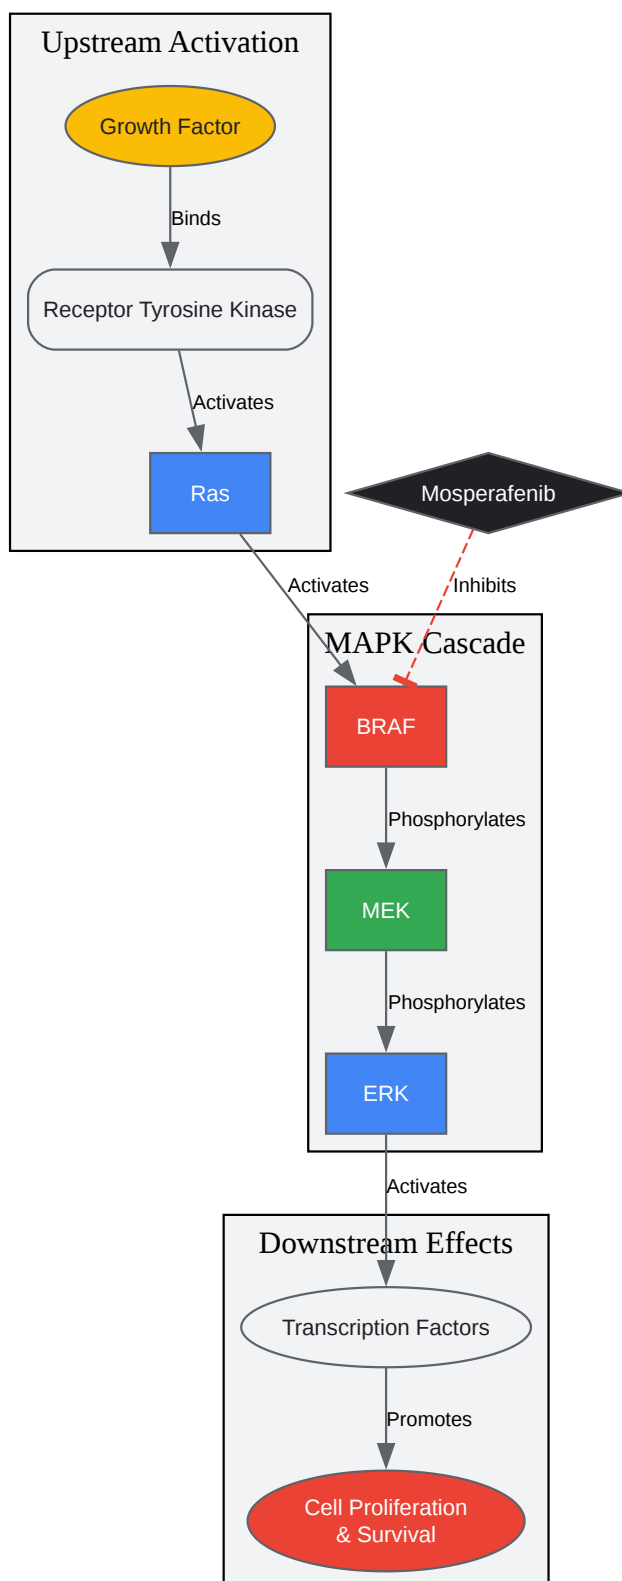 Upstream Activation
Growth Factor
Binds
Receptor Tyrosine Kinase
Activates
Ras
Mosperafenib
Activates
Inhibits
MAPK Cascade
BRAF
Phosphorylates
MEK
Phosphorylates
ERK
Activates
Downstream Effects
Transcription Factors
Promotes
Cell Proliferation
& Survival